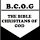 B.C.O.G
THE BIBLE
CHRISTIANS OF
GOD